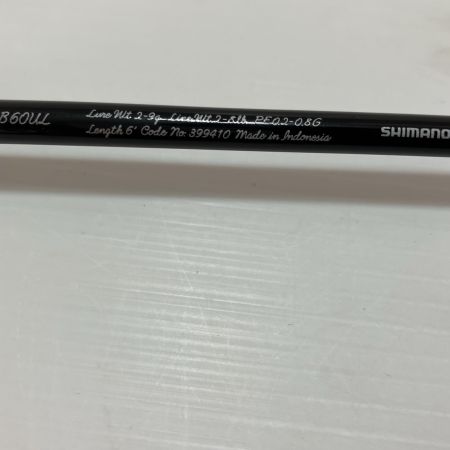 B60UL
Lure Wt. 2-9g Line Wt. 2-5lb PE0.2-0.8G
Length 6' Code No. 399410 Made in Indonesia
SHIMANO